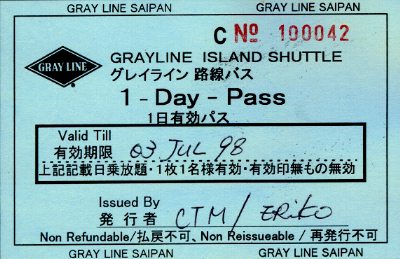 GRAY LINE SAIPAN GRAY LINE SAIPAN
C No 100042
GRAY LINE
GRAYLINE ISLAND SHUTTLE
グレイライン 路線バス
1 - Day - Pass
1日有効パス
Valid Till
有効期限 03 JUL 98
上記記載日乗放題・1枚1名様有効・有効印無もの無効
Issued By
発行者 CTM / ERIKO
Non Refundable/払戻不可、Non Reissueable / 再発行不可
GRAY LINE SAIPAN GRAY LINE SAIPAN